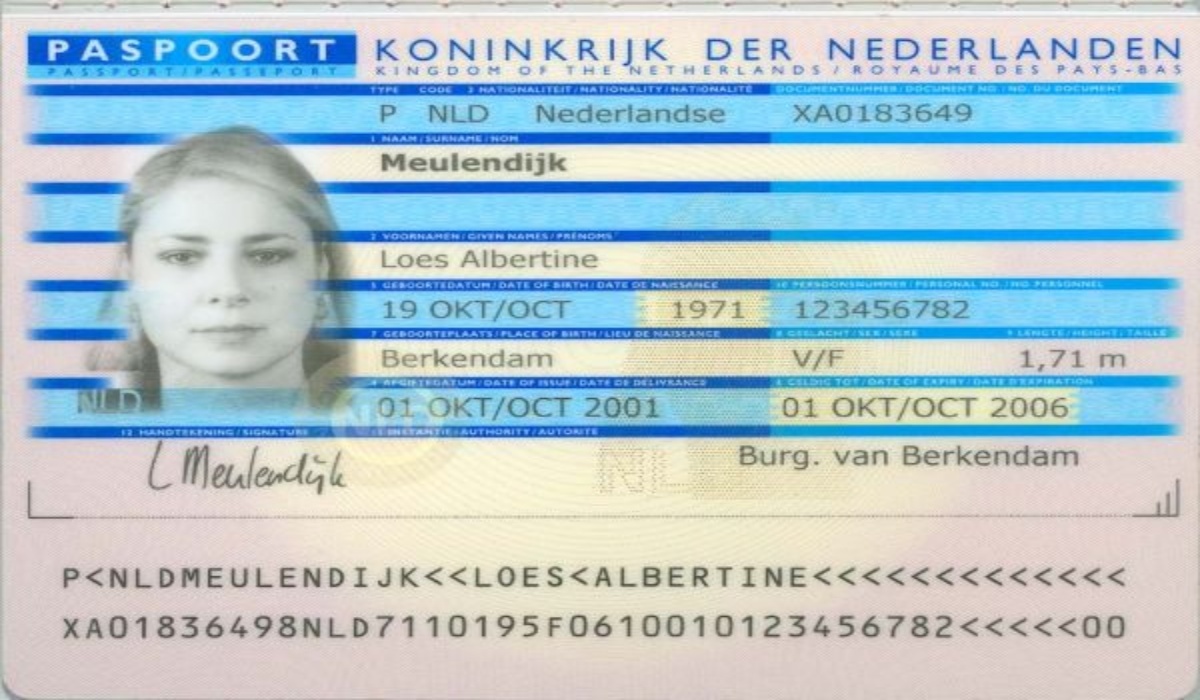 PASPOORT KONINKRIJK DER NEDERLANDEN
PASSPORT / PASSEPORT KINGDOM OF THE NETHERLANDS / ROYAUME DES PAYS-BAS
TYPE CODE 3 NATIONALITEIT / NATIONALITY / NATIONALITÉ DOCUMENTNUMMER / DOCUMENT NO. / NO. DU DOCUMENT
P NLD Nederlandse XA0183649
1 NAAM / SURNAME / NOM
Meulendijk
2 VOORNAMEN / GIVEN NAMES / PRÉNOMS
Loes Albertine
5 GEBOORTEDATUM / DATE OF BIRTH / DATE DE NAISSANCE 10 PERSOONSNUMMER / PERSONAL NO. / NO. PERSONNEL
19 OKT/OCT 1971 123456782
7 GEBOORTEPLAATS / PLACE OF BIRTH / LIEU DE NAISSANCE 8 GESLACHT / SEX / SEXE 9 LENGTE / HEIGHT / TAILLE
Berkendam V/F 1,71 m
4 AFGIFTEDATUM / DATE OF ISSUE / DATE DE DÉLIVRANCE 6 GELDIG TOT / DATE OF EXPIRY / DATE D'EXPIRATION
NLD 01 OKT/OCT 2001 01 OKT/OCT 2006
12 HANDTEKENING / SIGNATURE 11 INSTANTIE / AUTHORITY / AUTORITÉ
L Meulendijk Burg. van Berkendam
NL
P<NLDMEULENDIJK<<LOES<ALBERTINE<<<<<<<<<<<<<
XA01836498NLD7110195F0610010123456782<<<<<00